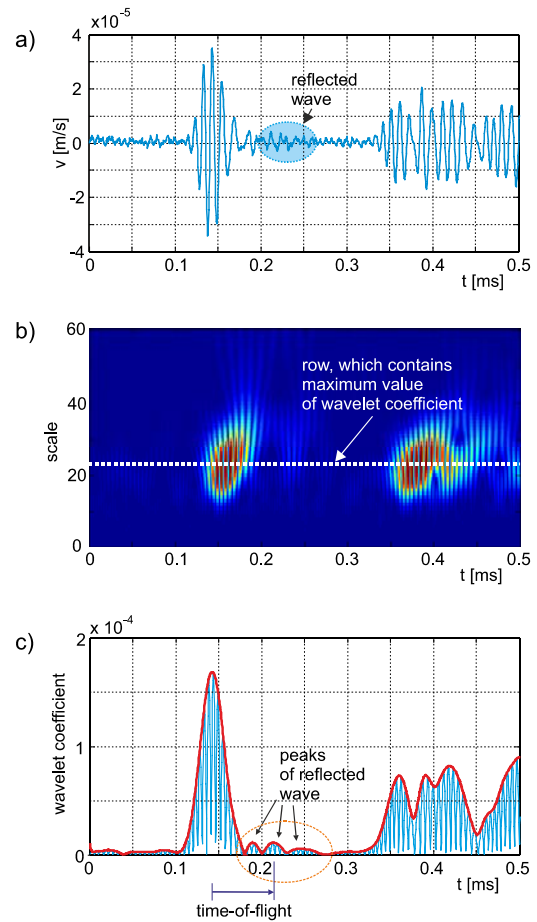 a)
x 10-5
4
2
0
-2
-4
v [m/s]
reflected
wave
0 0.1 0.2 0.3 0.4 0.5
t [ms]
b)
60
40
20
0
scale
row, which contains
maximum value
of wavelet coefficient
0 0.1 0.2 0.3 0.4 0.5
t [ms]
c)
x 10-4
2
1
0
wavelet coefficient
peaks
of reflected
wave
0 0.1 0.2 0.3 0.4 0.5
t [ms]
time-of-flight